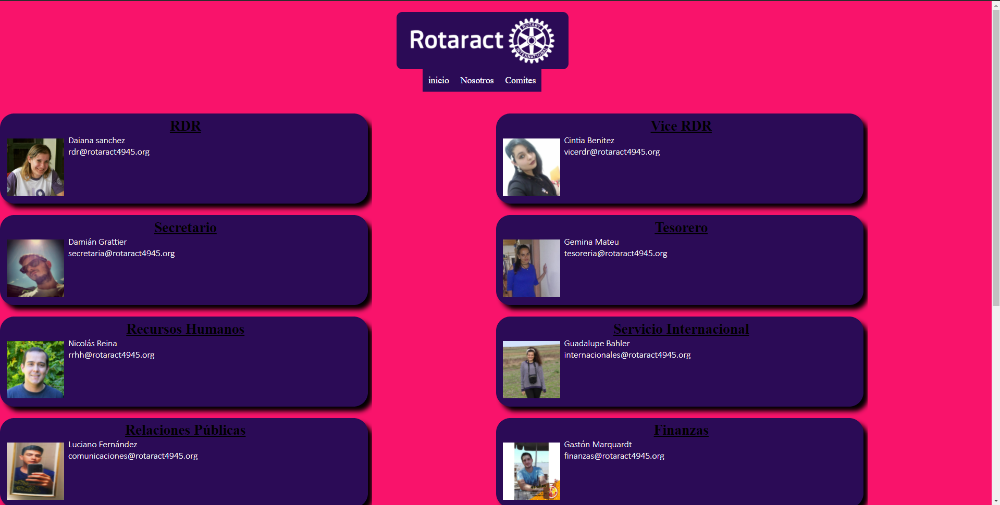 Rotaract
ROTARY
INTERNATIONAL
inicio Nosotros Comites
RDR
Daiana sanchez
rdr@rotaract4945.org
Vice RDR
Cintia Benitez
vicerdr@rotaract4945.org
Secretario
Damián Grattier
secretaria@rotaract4945.org
Tesorero
Gemina Mateu
tesoreria@rotaract4945.org
Recursos Humanos
Nicolás Reina
rrhh@rotaract4945.org
Servicio Internacional
Guadalupe Bahler
internacionales@rotaract4945.org
Relaciones Públicas
Luciano Fernández
comunicaciones@rotaract4945.org
Finanzas
Gastón Marquardt
finanzas@rotaract4945.org